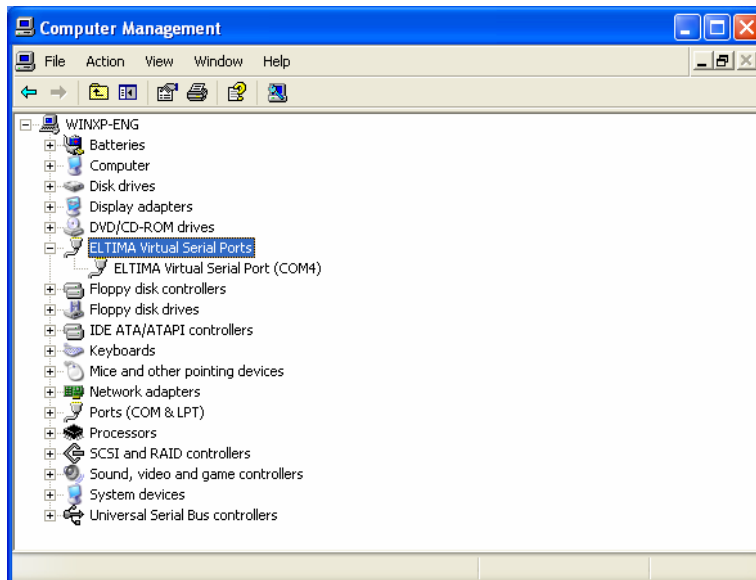 Computer Management
File Action View Window Help
WINXP-ENG
Batteries
Computer
Disk drives
Display adapters
DVD/CD-ROM drives
ELTIMA Virtual Serial Ports
ELTIMA Virtual Serial Port (COM4)
Floppy disk controllers
Floppy disk drives
IDE ATA/ATAPI controllers
Keyboards
Mice and other pointing devices
Network adapters
Ports (COM & LPT)
Processors
SCSI and RAID controllers
Sound, video and game controllers
System devices
Universal Serial Bus controllers